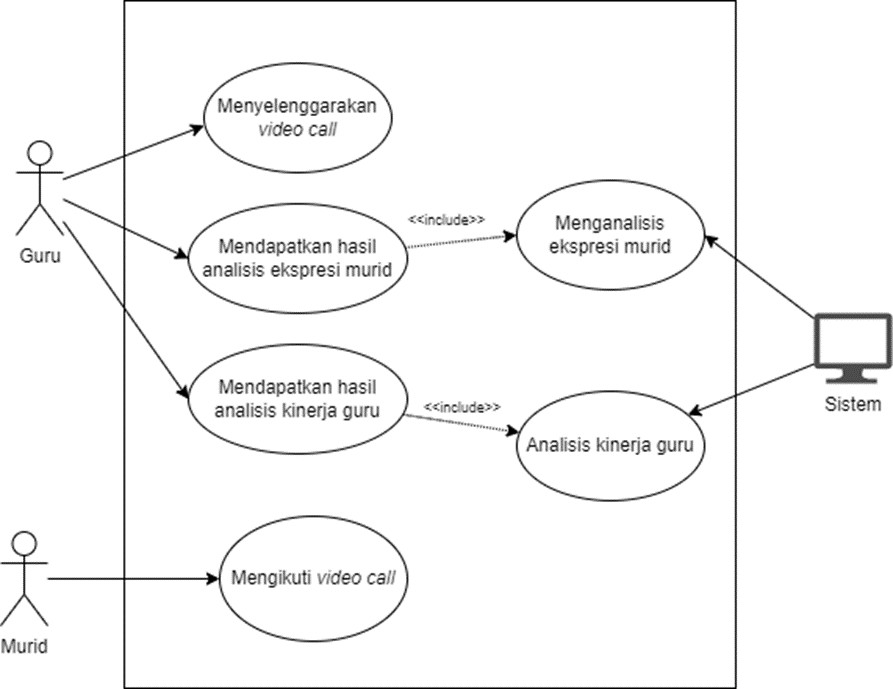 Menyelenggarakan
video call
Guru
Mendapatkan hasil
analisis ekspresi murid
<<include>>
Menganalisis
ekspresi murid
Mendapatkan hasil
analisis kinerja guru
<<include>>
Analisis kinerja guru
Sistem
Mengikuti video call
Murid